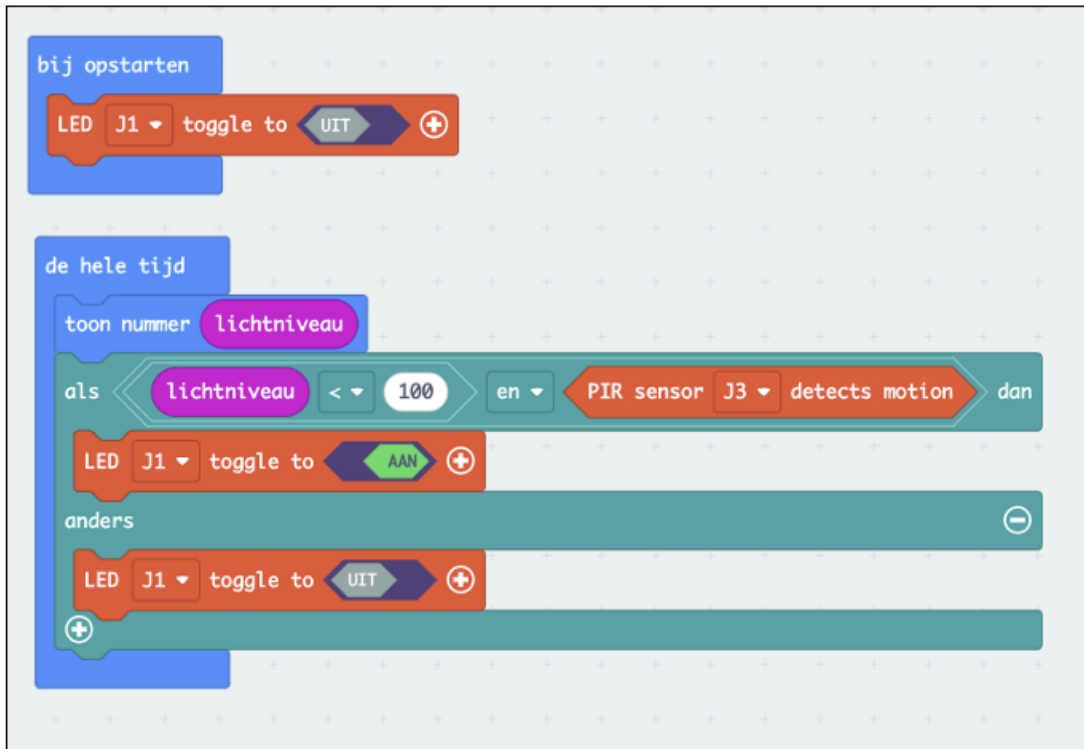 bij opstarten
LED J1 toggle to UIT
de hele tijd
toon nummer lichtniveau
als lichtniveau < 100 en PIR sensor J3 detects motion dan
LED J1 toggle to AAN
anders
LED J1 toggle to UIT